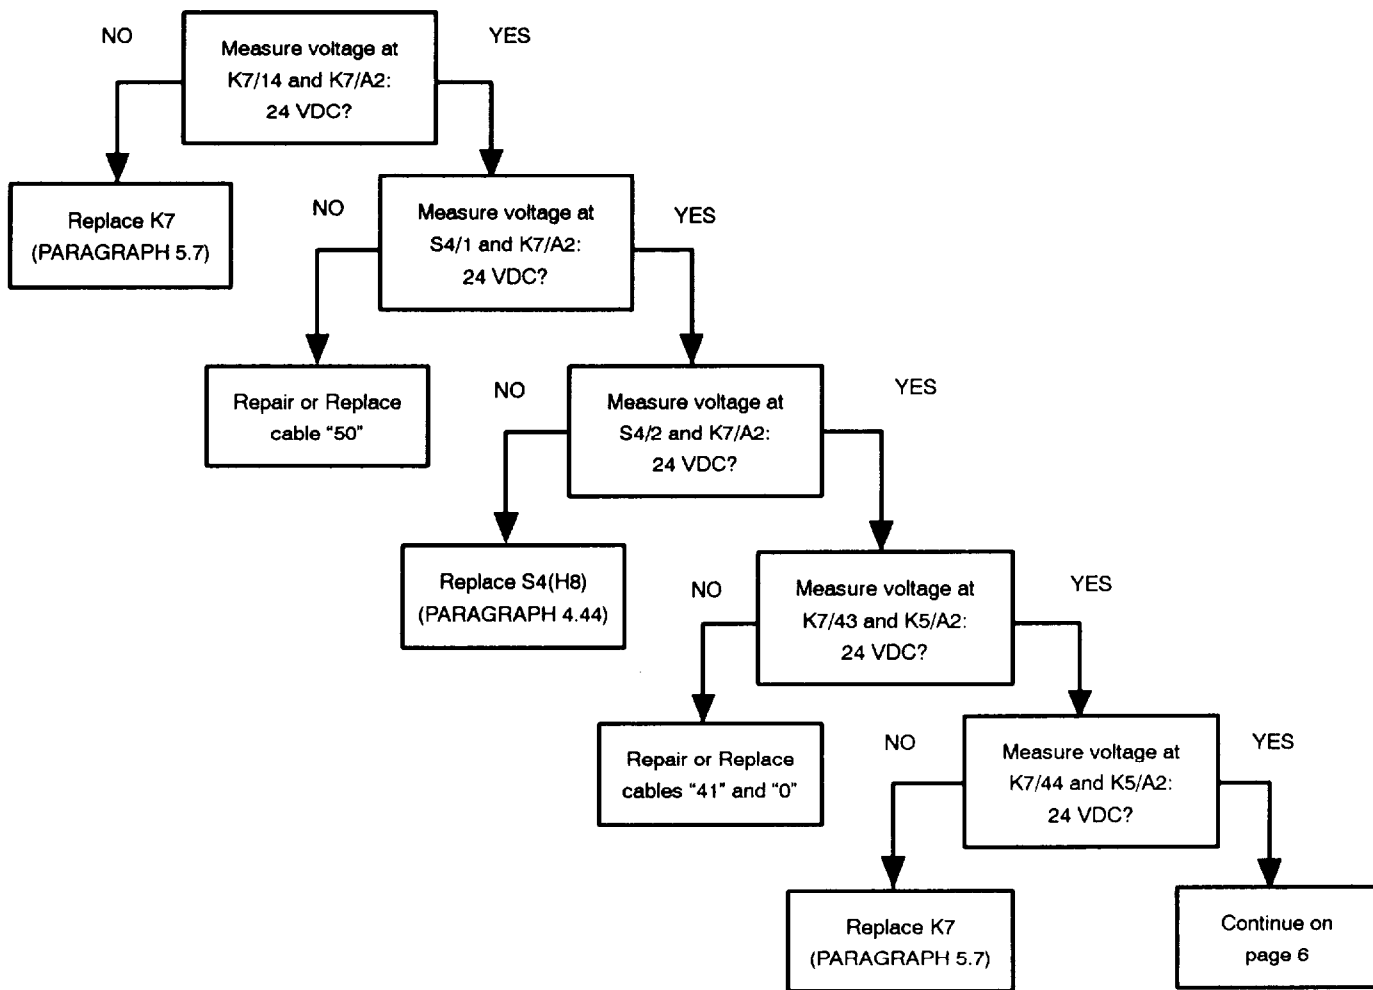 NO
YES
Measure voltage at
K7/14 and K7/A2:
24 VDC?
Replace K7
(PARAGRAPH 5.7)
NO
YES
Measure voltage at
S4/1 and K7/A2:
24 VDC?
Repair or Replace
cable "50"
NO
YES
Measure voltage at
S4/2 and K7/A2:
24 VDC?
Replace S4(H8)
(PARAGRAPH 4.44)
NO
YES
Measure voltage at
K7/43 and K5/A2:
24 VDC?
Repair or Replace
cables "41" and "0"
NO
YES
Measure voltage at
K7/44 and K5/A2:
24 VDC?
Replace K7
(PARAGRAPH 5.7)
Continue on
page 6